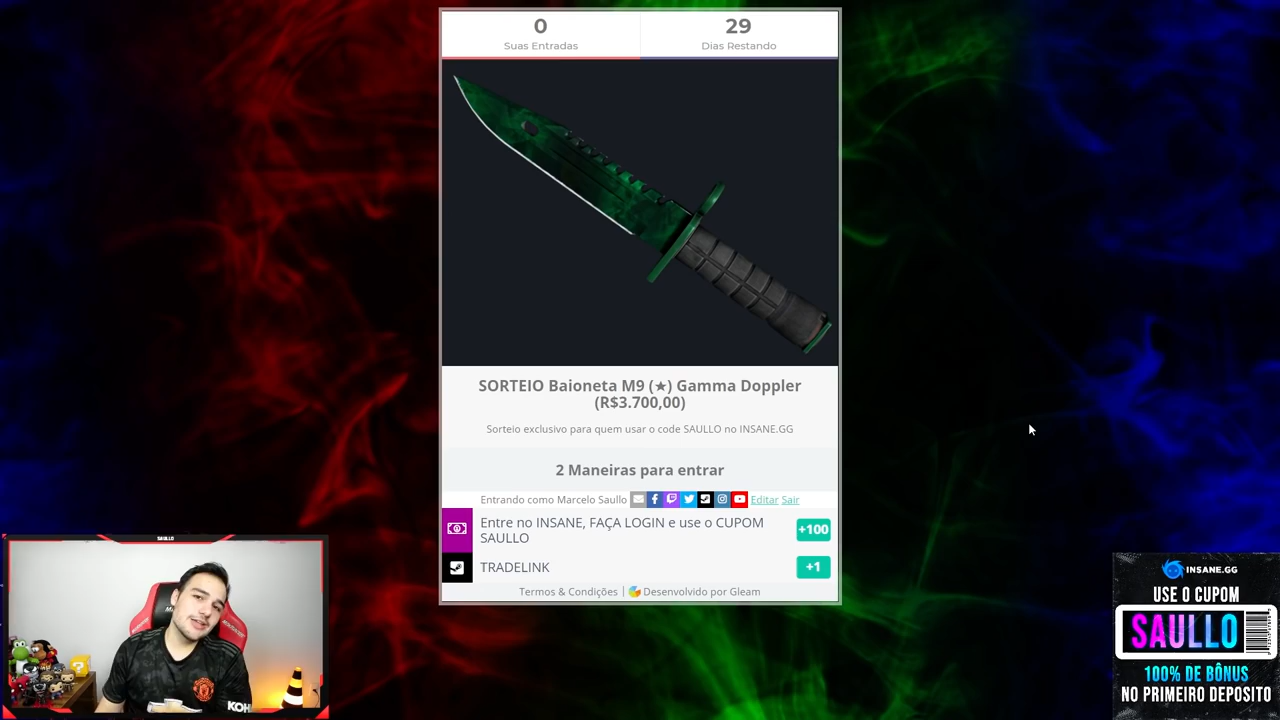 0
Suas Entradas
29
Dias Restando
SORTEIO Baioneta M9 (★) Gamma Doppler
(R$3.700,00)
Sorteio exclusivo para quem usar o code SAULLO no INSANE.GG
2 Maneiras para entrar
Entrando como Marcelo Saullo
Editar Sair
Entre no INSANE, FAÇA LOGIN e use o CUPOM
SAULLO
+100
TRADELINK
+1
Termos & Condições | Desenvolvido por Gleam
SAULLO
KOH
INSANE.GG
USE O CUPOM
SAULLO
100% DE BÔNUS
NO PRIMEIRO DEPOSITO